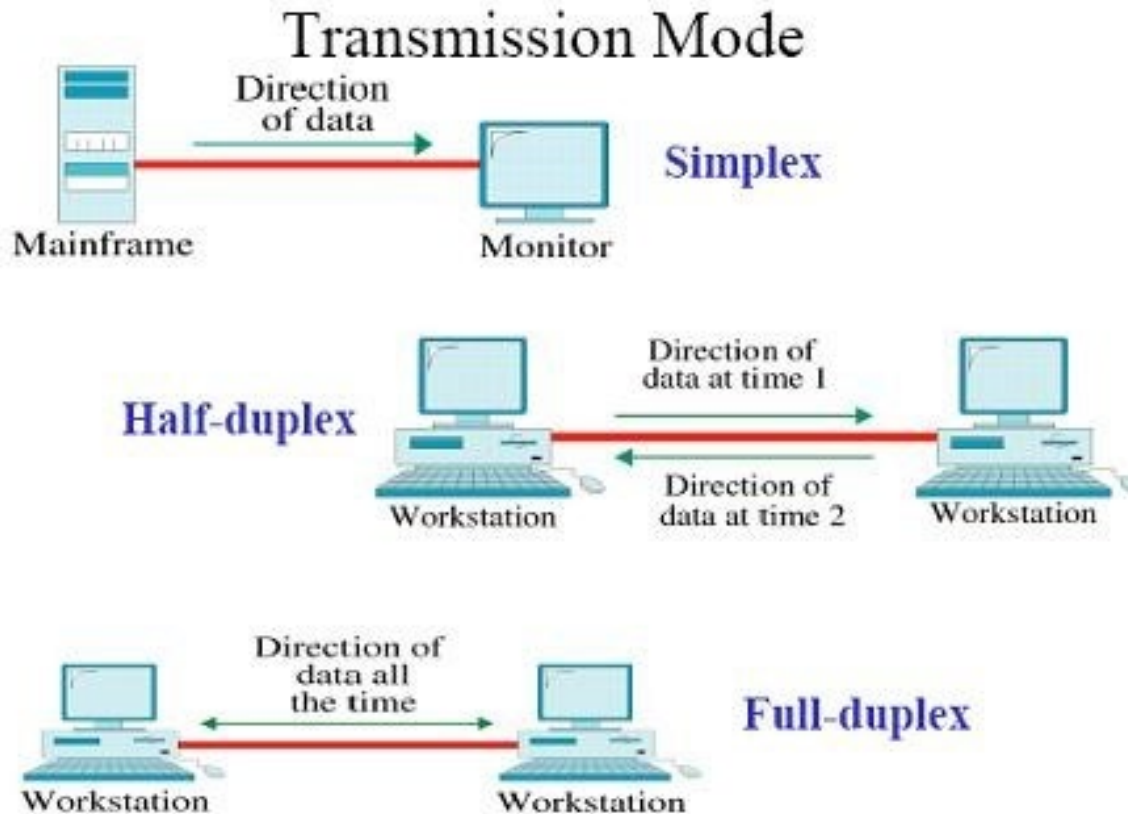 Transmission Mode
Direction
of data
Simplex
Mainframe
Monitor
Half-duplex
Direction of
data at time 1
Direction of
data at time 2
Workstation
Workstation
Direction of
data all
the time
Full-duplex
Workstation
Workstation